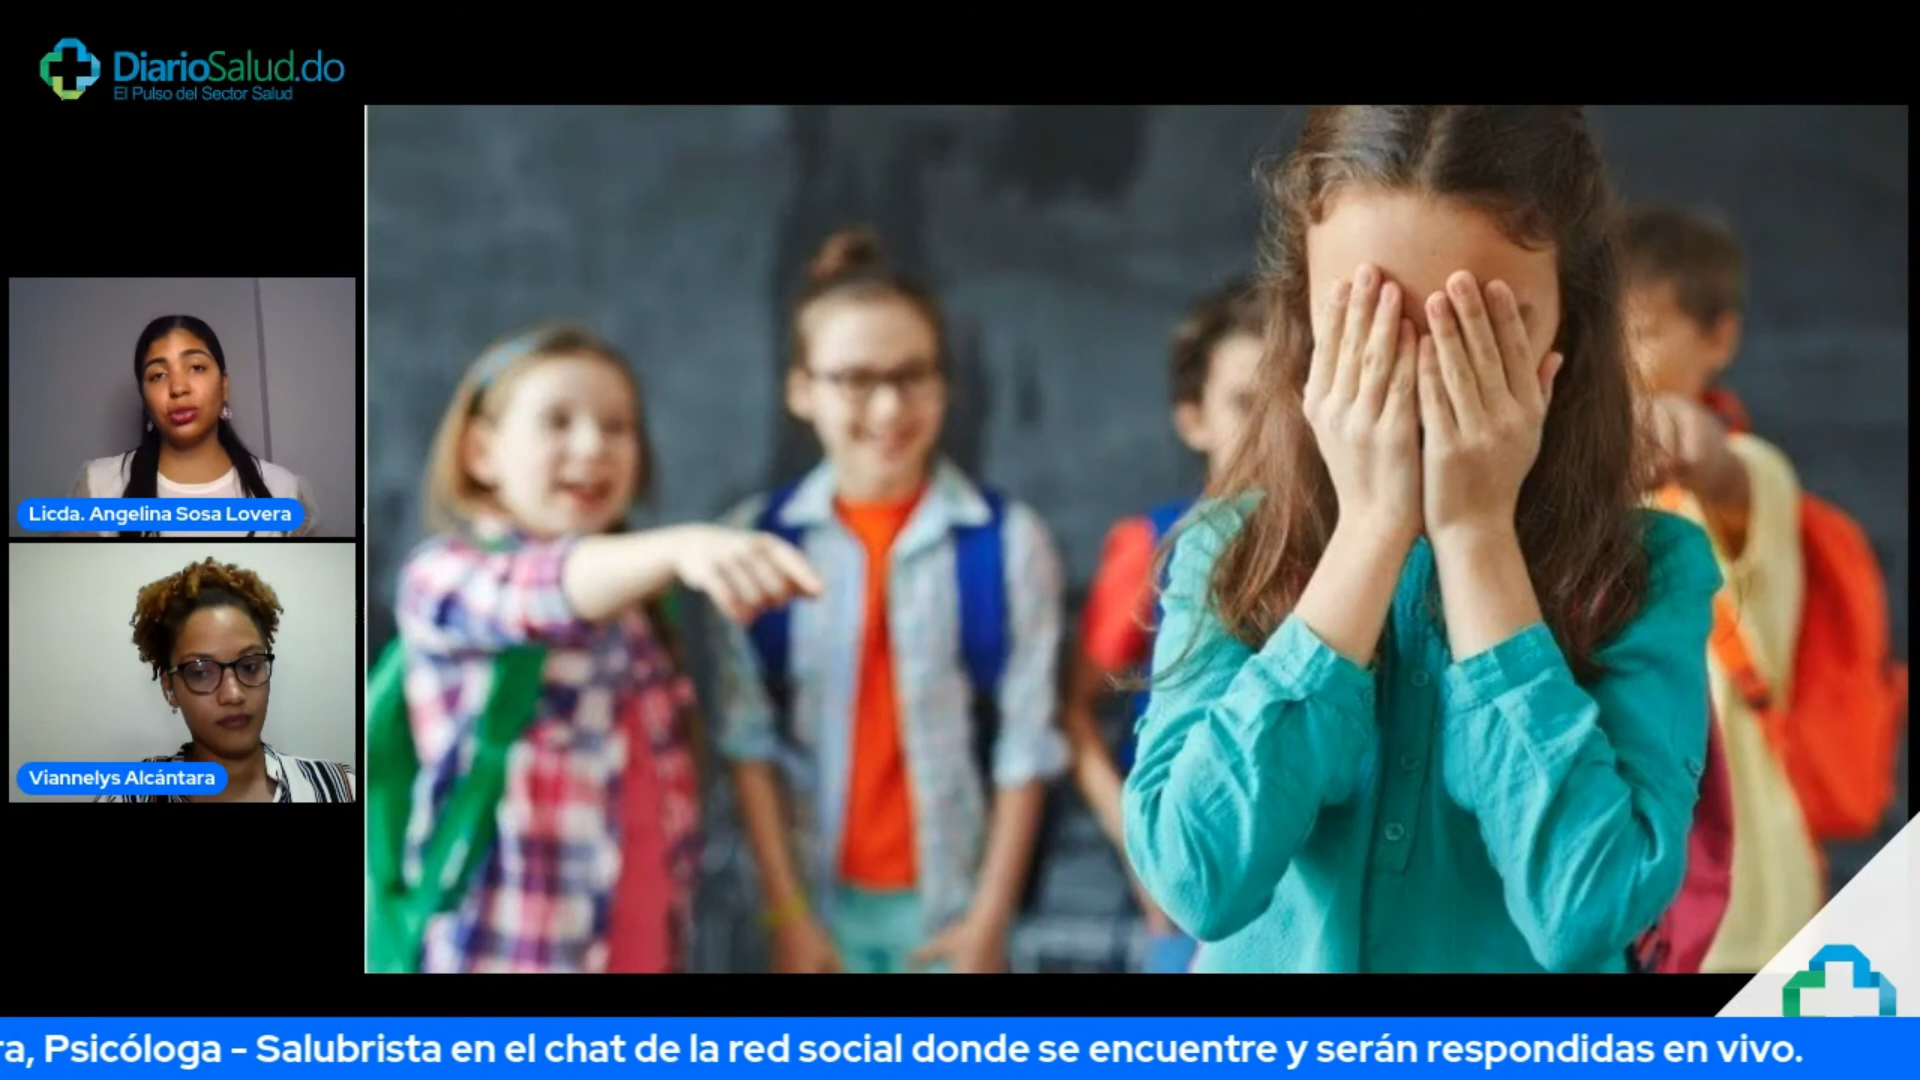 DiarioSalud.do
El Pulso del Sector Salud
Licda. Angelina Sosa Lovera
Viannelys Alcántara
ra, Psicóloga - Salubrista en el chat de la red social donde se encuentre y serán respondidas en vivo.